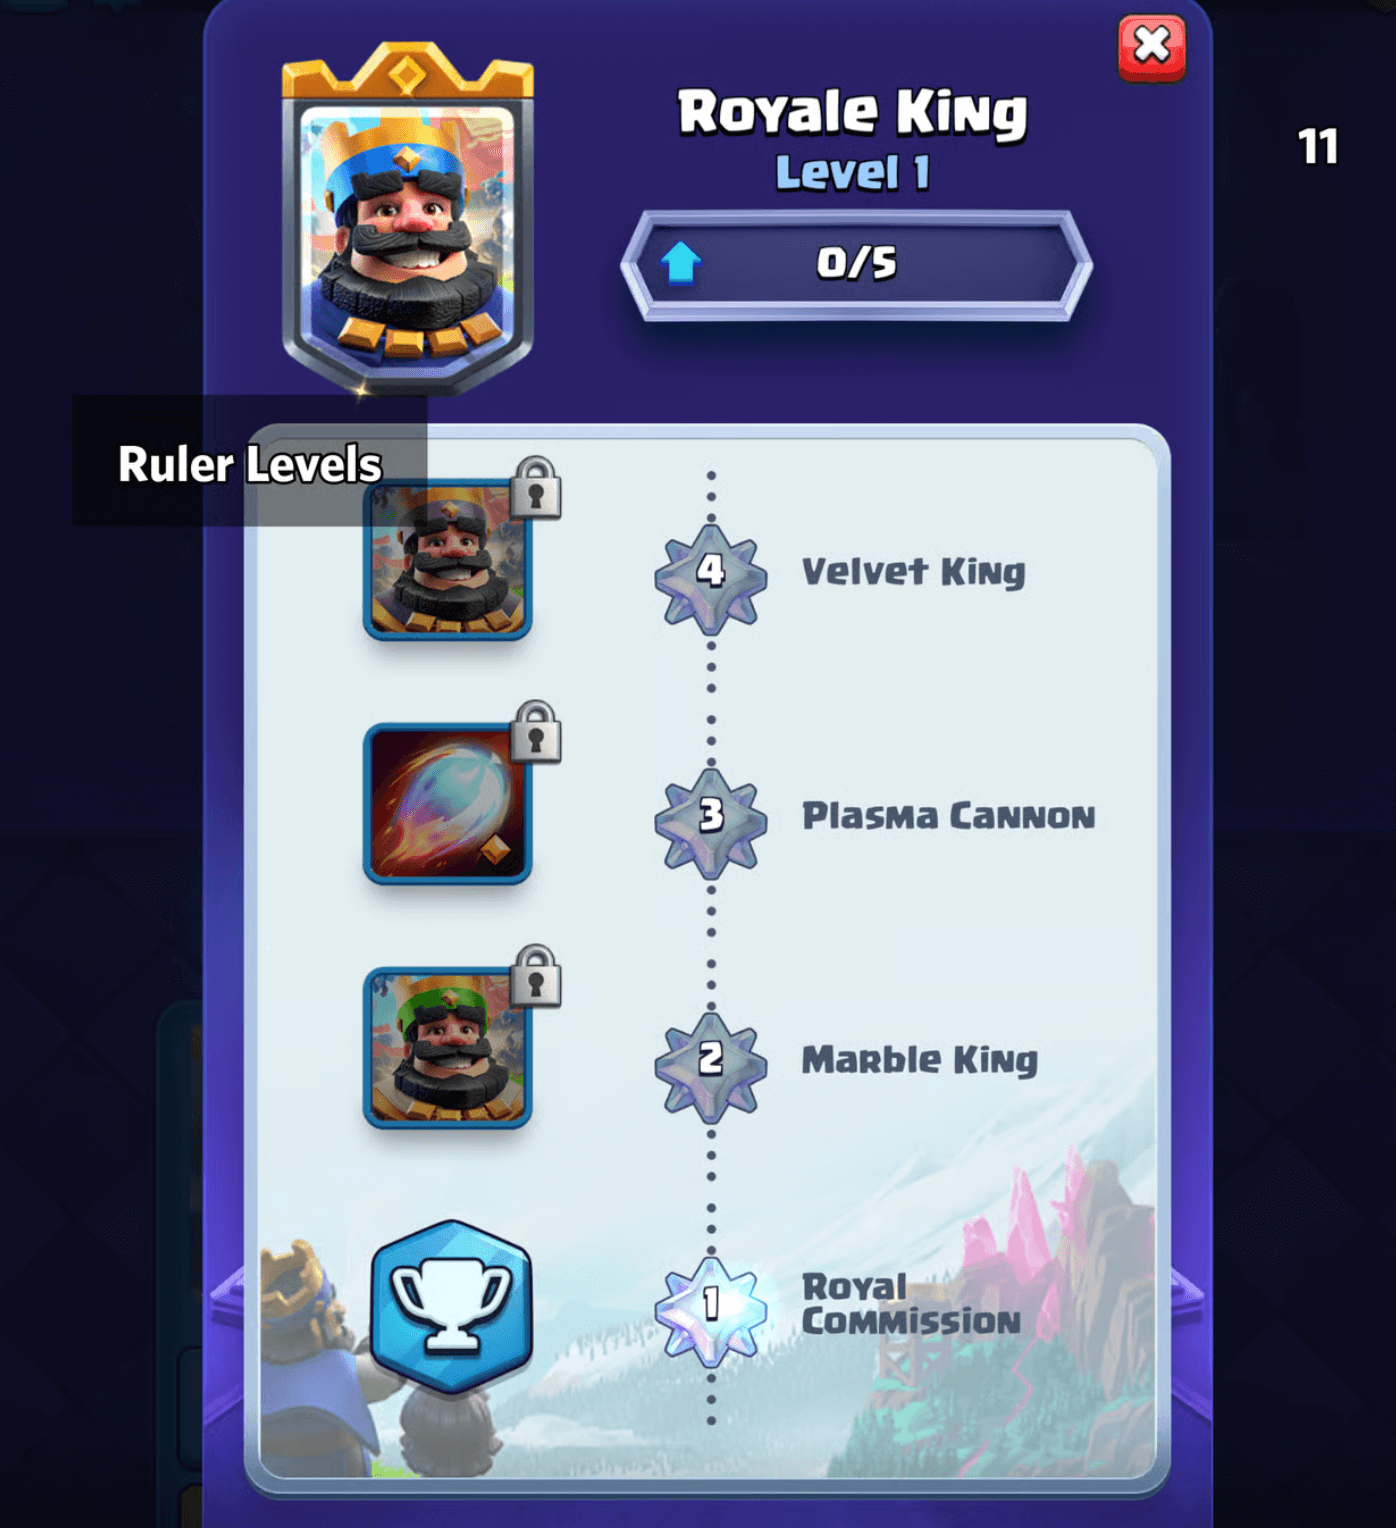 Royale King
Level 1
11
0/5
Ruler Levels
4
Velvet King
3
Plasma Cannon
2
Marble King
1
Royal
Commission